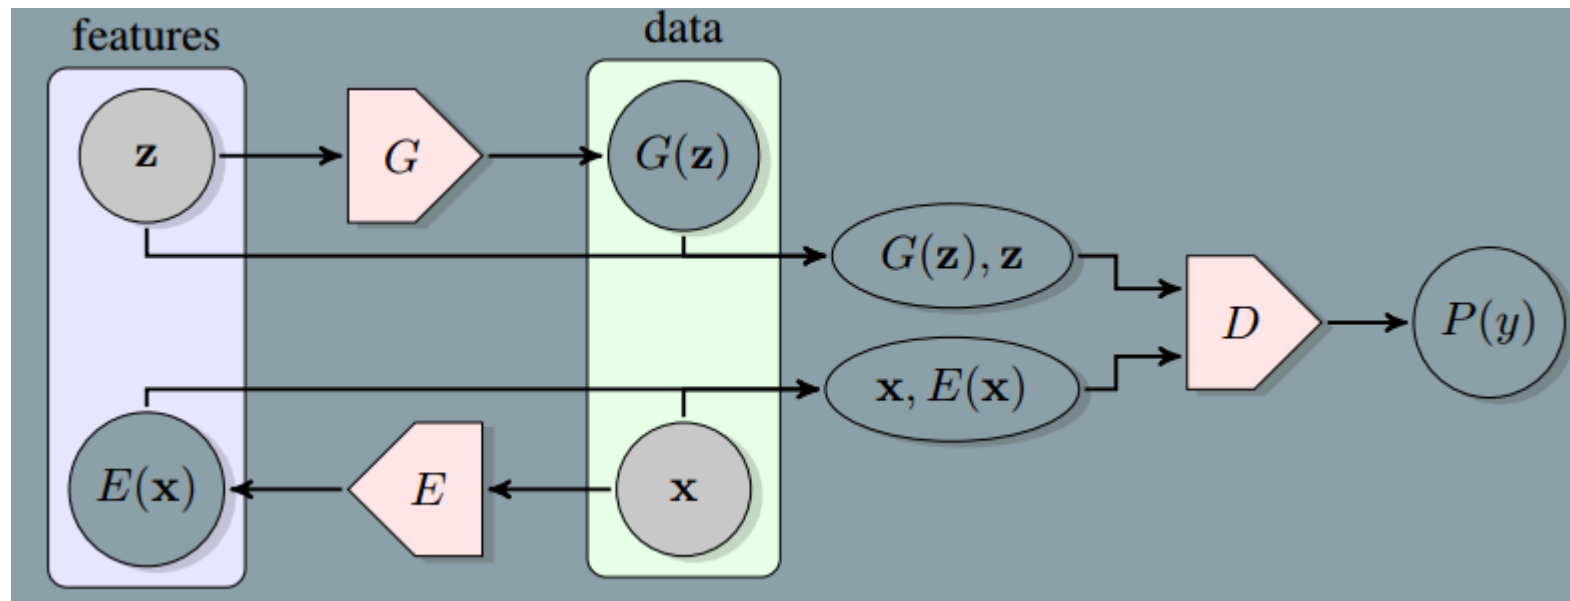 features
data
z
G
G(z)
G(z), z
D
P(y)
x, E(x)
E(x)
E
x